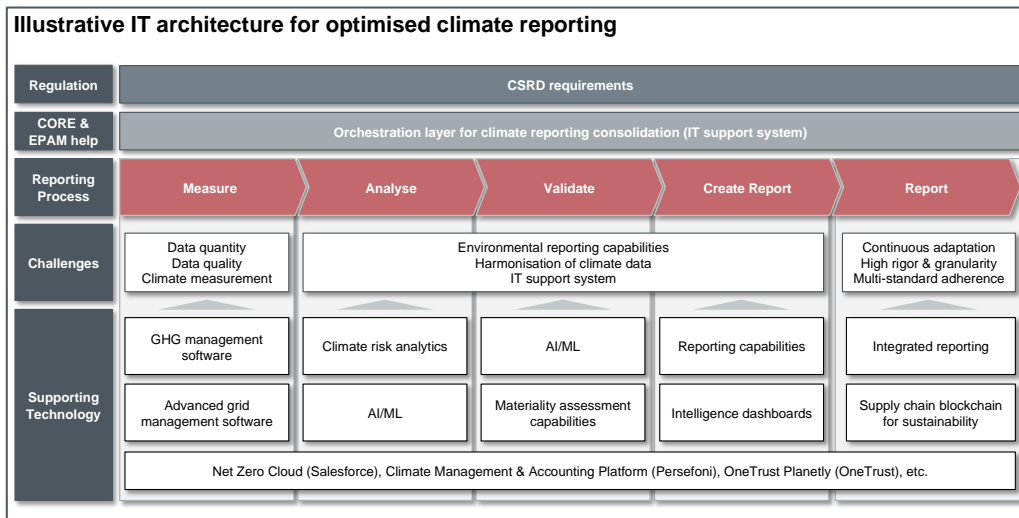 Illustrative IT architecture for optimised climate reporting
Regulation
CSRD requirements
CORE &
EPAM help
Orchestration layer for climate reporting consolidation (IT support system)
Reporting
Process
Measure
Analyse
Validate
Create Report
Report
Challenges
Data quantity
Data quality
Climate measurement
Environmental reporting capabilities
Harmonisation of climate data
IT support system
Continuous adaptation
High rigor & granularity
Multi-standard adherence
Supporting
Technology
GHG management
software
Climate risk analytics
AI/ML
Reporting capabilities
Integrated reporting
Advanced grid
management software
AI/ML
Materiality assessment
capabilities
Intelligence dashboards
Supply chain blockchain
for sustainability
Net Zero Cloud (Salesforce), Climate Management & Accounting Platform (Persefoni), OneTrust Planetly (OneTrust), etc.